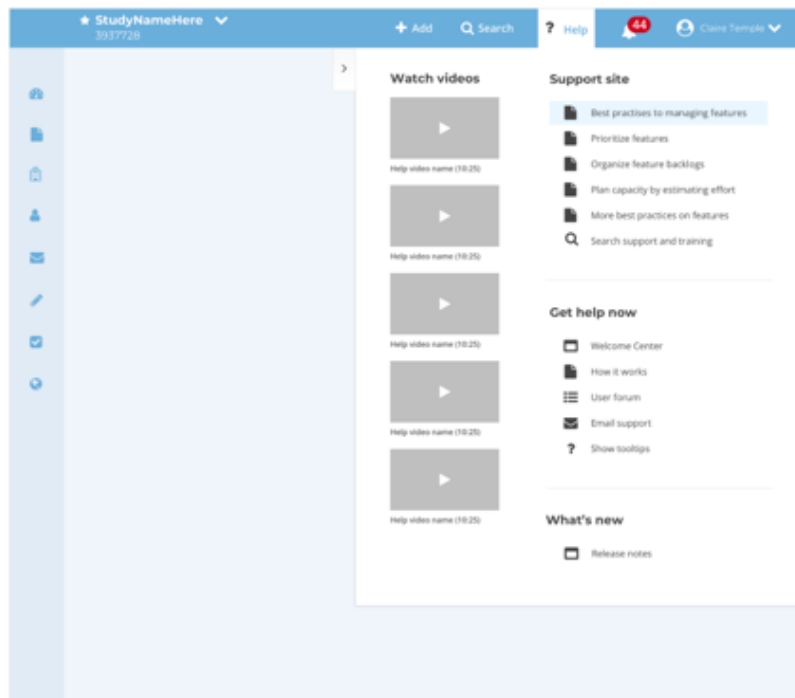 StudyNameHere
3937728
Add
Search
? Help
44
Claire Temple
Watch videos
Help video name (10:25)
Help video name (10:25)
Help video name (10:25)
Help video name (10:25)
Help video name (10:25)
Support site
Best practises to managing features
Prioritize features
Organize feature backlogs
Plan capacity by estimating effort
More best practices on features
Search support and training
Get help now
Welcome Center
How it works
User forum
Email support
? Show tooltips
What's new
Release notes